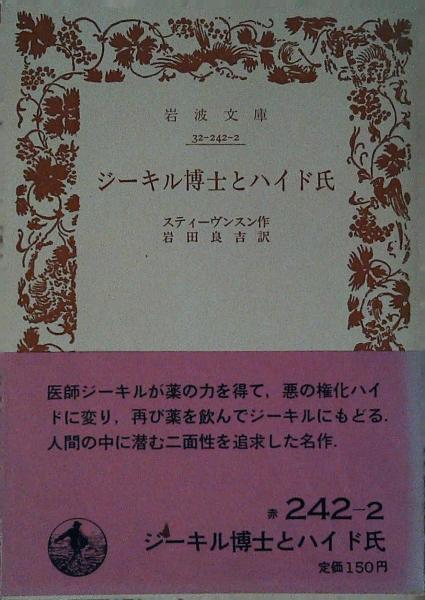 岩波文庫
32-242-2
ジーキル博士とハイド氏
スティーヴンスン作
岩田良吉訳
医師ジーキルが薬の力を得て，悪の権化ハイ
ドに変り，再び薬を飲んでジーキルにもどる．
人間の中に潜む二面性を追求した名作．
赤 242-2
ジーキル博士とハイド氏
定価150円